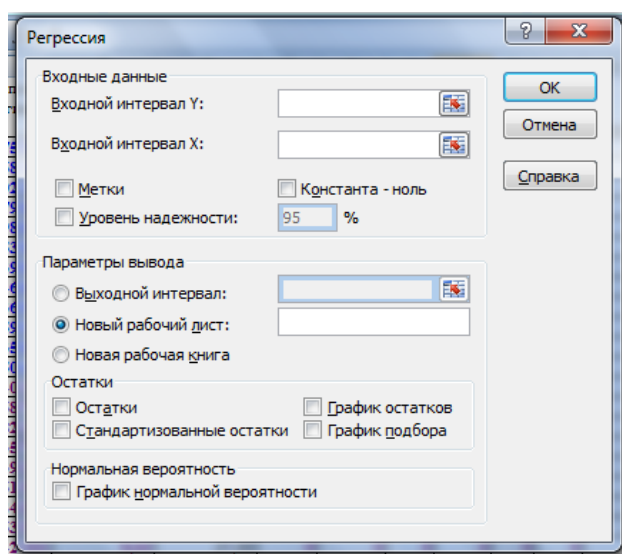 Регрессия
Входные данные
Входной интервал Y:
Входной интервал X:
Метки
Константа - ноль
Уровень надежности:
95 %
OK
Отмена
Справка
Параметры вывода
Выходной интервал:
Новый рабочий лист:
Новая рабочая книга
Остатки
Остатки
График остатков
Стандартизованные остатки
График подбора
Нормальная вероятность
График нормальной вероятности